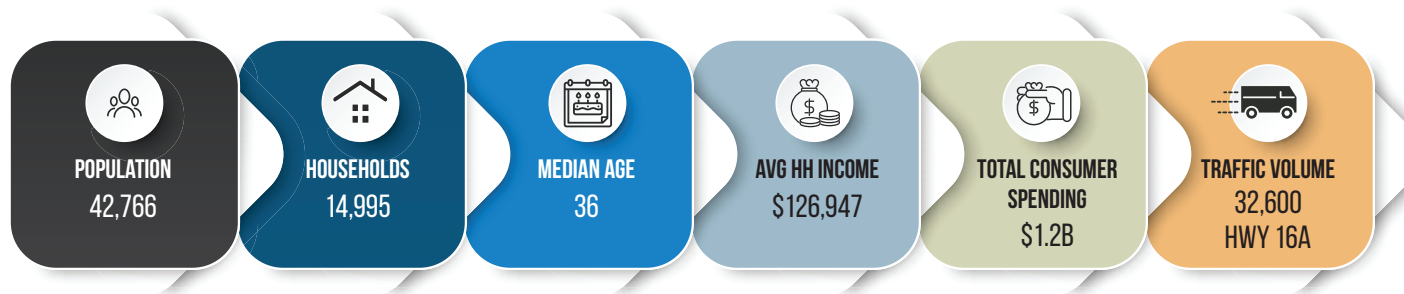 POPULATION
42,766
HOUSEHOLDS
14,995
MEDIAN AGE
36
AVG HH INCOME
$126,947
TOTAL CONSUMER
SPENDING
$1.2B
TRAFFIC VOLUME
32,600
HWY 16A